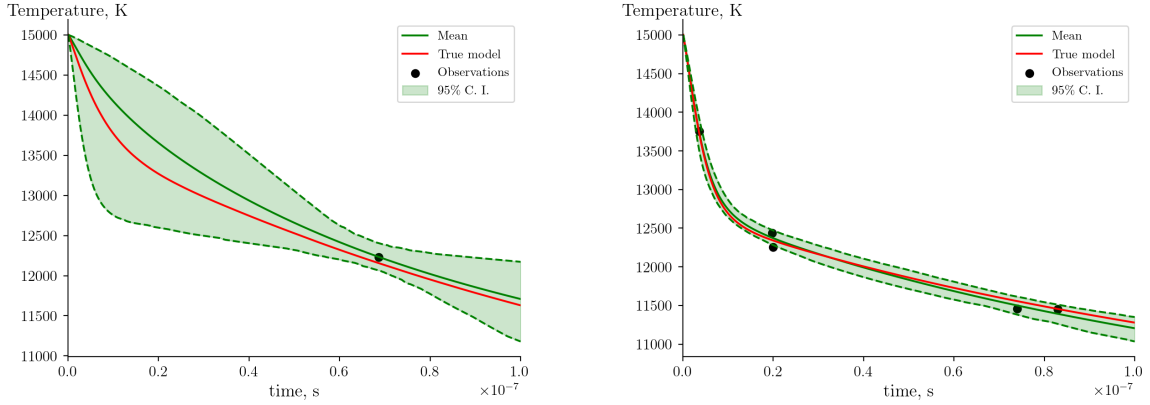 Temperature, K
15000
14500
14000
13500
13000
12500
12000
11500
11000
0.0 0.2 0.4 0.6 0.8 1.0
time, s ×10⁻⁷
Mean
True model
Observations
95% C. I.
Temperature, K
15000
14500
14000
13500
13000
12500
12000
11500
11000
0.0 0.2 0.4 0.6 0.8 1.0
time, s ×10⁻⁷
Mean
True model
Observations
95% C. I.